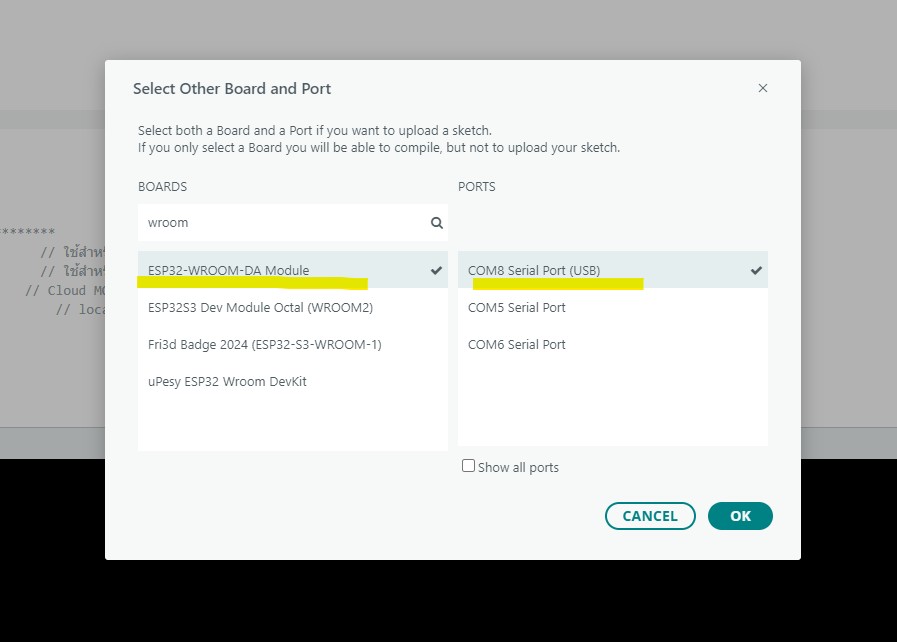 Select Other Board and Port
Select both a Board and a Port if you want to upload a sketch.
If you only select a Board you will be able to compile, but not to upload your sketch.
BOARDS
PORTS
wroom
ESP32-WROOM-DA Module
COM8 Serial Port (USB)
ESP32S3 Dev Module Octal (WROOM2)
COM5 Serial Port
Fri3d Badge 2024 (ESP32-S3-WROOM-1)
COM6 Serial Port
uPesy ESP32 Wroom DevKit
Show all ports
CANCEL
OK
********
// ใช้สำหร
// ใช้สำหร
// Cloud MQ
// loca